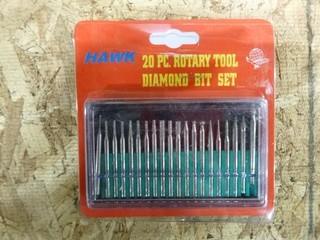 HAWK
20 PC. ROTARY TOOL
DIAMOND BIT SET